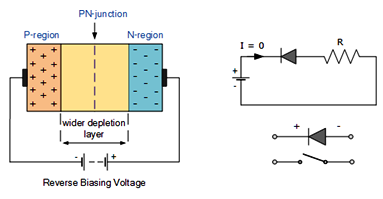 PN-junction
P-region
N-region
wider depletion
layer
- +
Reverse Biasing Voltage
I = 0
R
+
-
+ -